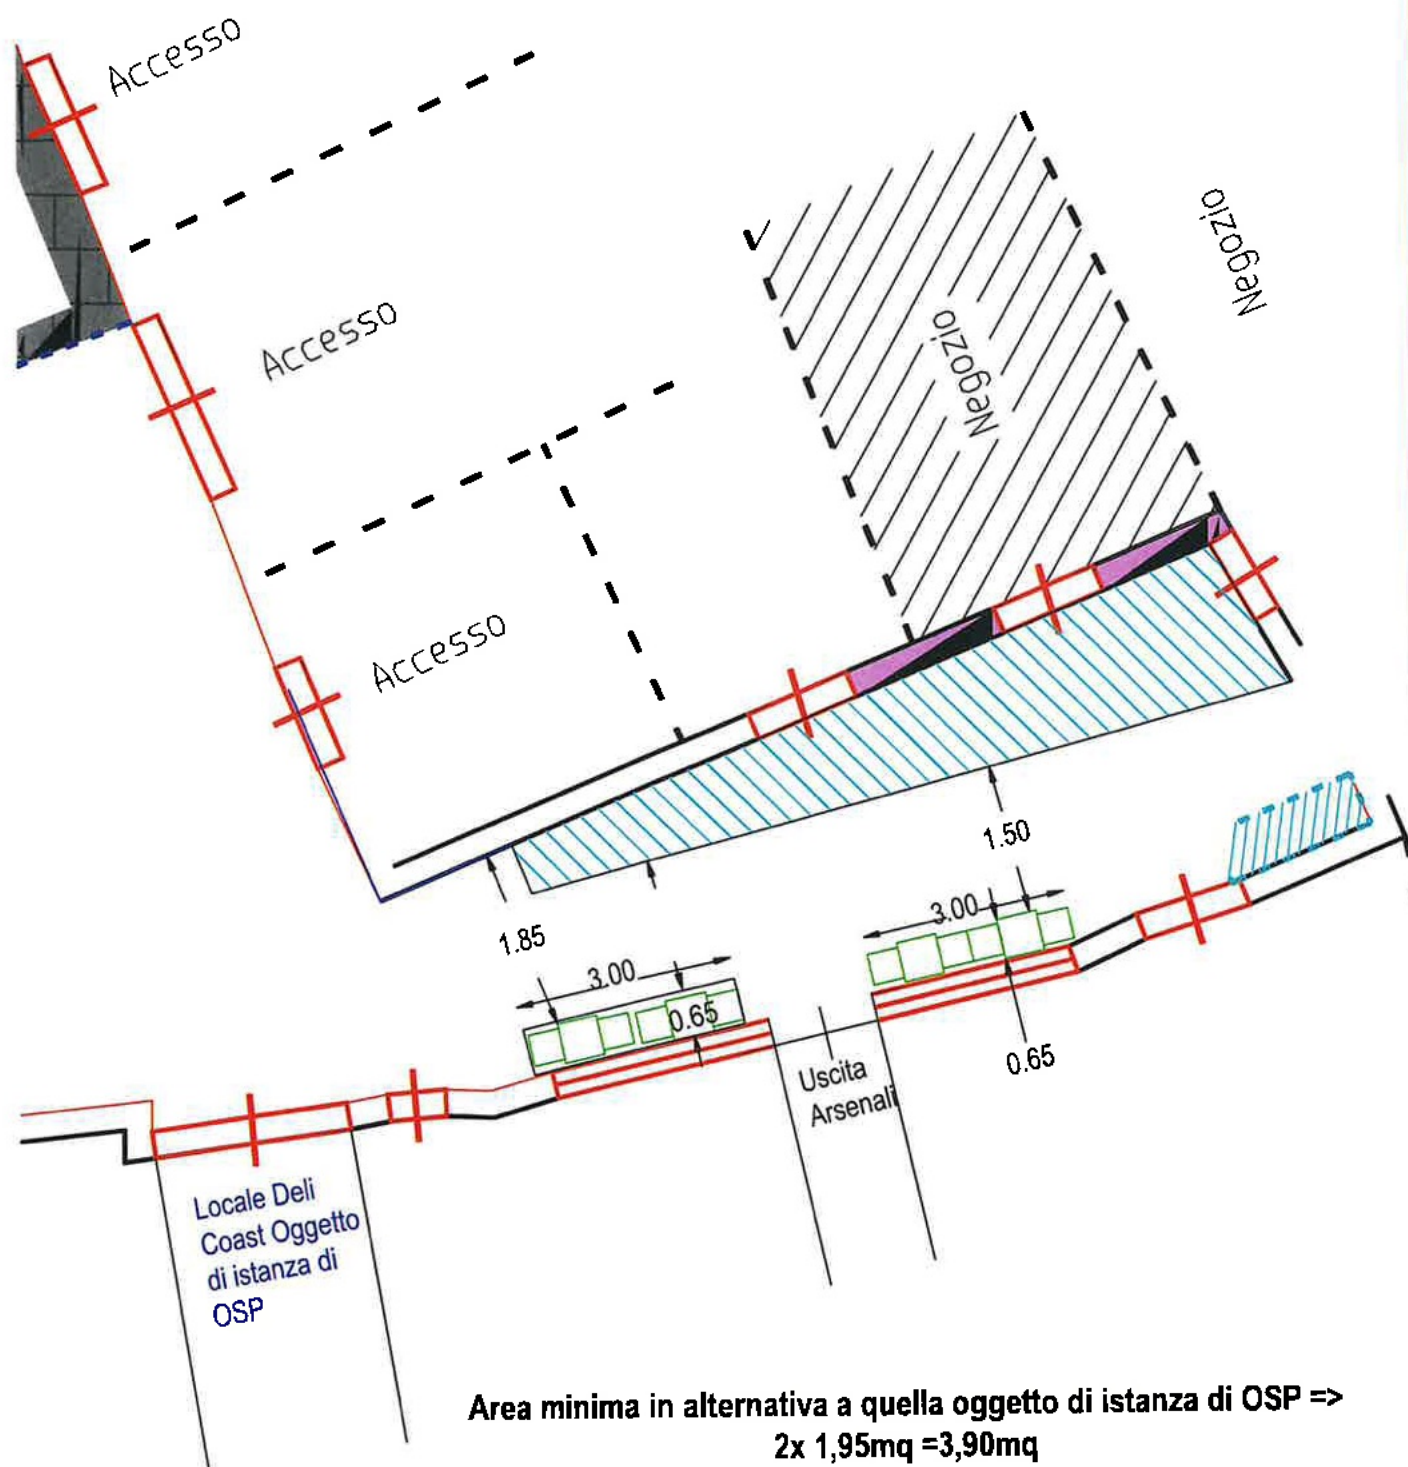 Accesso
Negozio
Accesso
Negozio
Accesso
1.50
1.85
3.00
3.00
0.65
0.65
Uscita
Arsenali
Locale Deli
Coast Oggetto
di istanza di
OSP
Area minima in alternativa a quella oggetto di istanza di OSP =>
2x 1,95mq =3,90mq